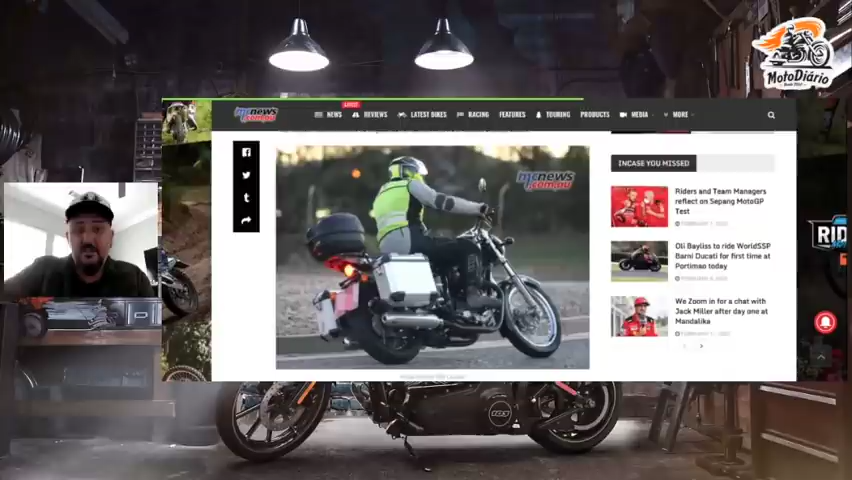 MotoDiário
mcnews
.com.au
LATEST
NEWS
REVIEWS
LATEST BIKES
RACING
FEATURES
TOURING
PRODUCTS
MEDIA
MORE
mcnews
.com.au
INCASE YOU MISSED
Riders and Team Managers
reflect on Sepang MotoGP
Test
Oli Bayliss to ride WorldSSP
Barni Ducati for first time at
Portimao today
We Zoom in for a chat with
Jack Miller after day one at
Mandalika
RID